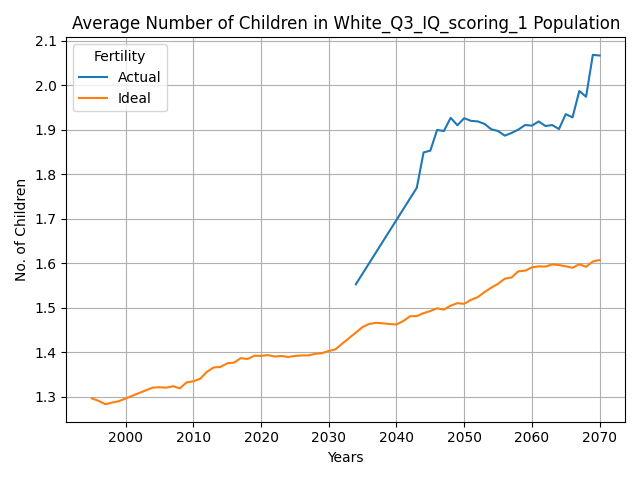 Average Number of Children in White_Q3_IQ_scoring_1 Population
Fertility
Actual
Ideal
2.1
2.0
1.9
1.8
1.7
1.6
1.5
1.4
1.3
No. of Children
2000 2010 2020 2030 2040 2050 2060 2070
Years